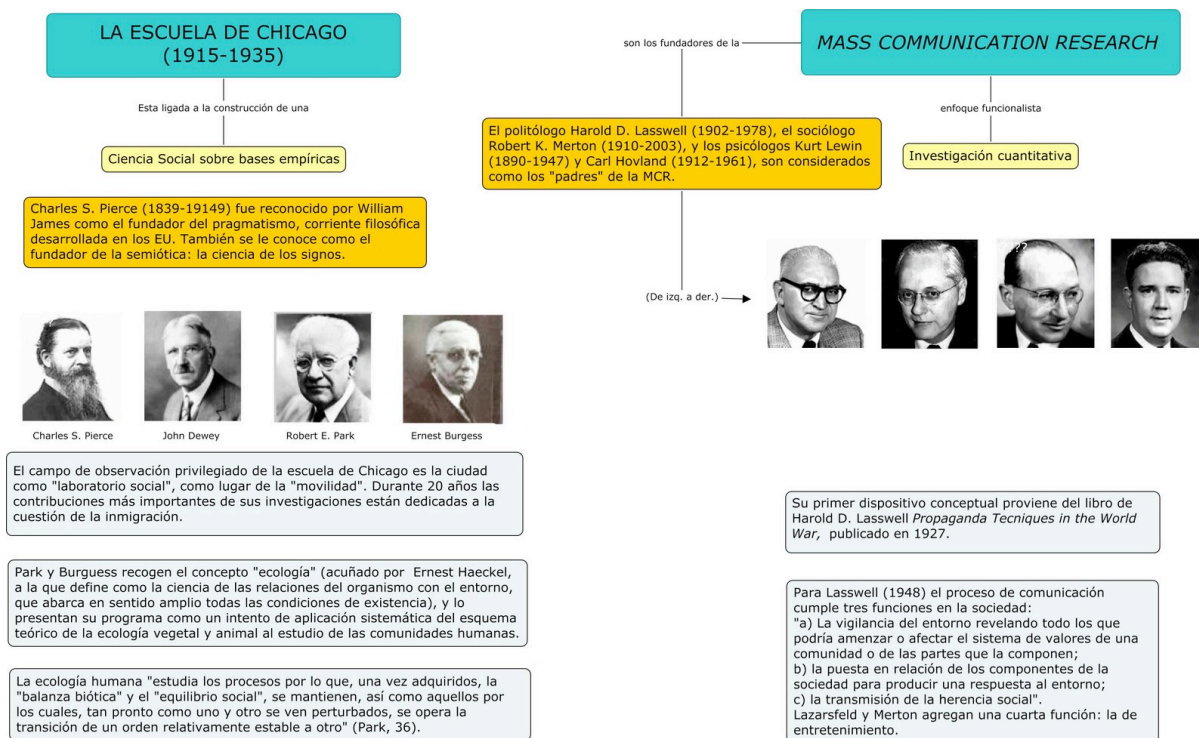 LA ESCUELA DE CHICAGO
(1915-1935)
Esta ligada a la construcción de una
Ciencia Social sobre bases empíricas
Charles S. Pierce (1839-19149) fue reconocido por William
James como el fundador del pragmatismo, corriente filosófica
desarrollada en los EU. También se le conoce como el
fundador de la semiótica: la ciencia de los signos.
Charles S. Pierce
John Dewey
Robert E. Park
Ernest Burgess
El campo de observación privilegiado de la escuela de Chicago es la ciudad
como "laboratorio social", como lugar de la "movilidad". Durante 20 años las
contribuciones más importantes de sus investigaciones están dedicadas a la
cuestión de la inmigración.
Park y Burguess recogen el concepto "ecología" (acuñado por Ernest Haeckel,
a la que define como la ciencia de las relaciones del organismo con el entorno,
que abarca en sentido amplio todas las condiciones de existencia), y lo
presentan su programa como un intento de aplicación sistemática del esquema
teórico de la ecología vegetal y animal al estudio de las comunidades humanas.
La ecología humana "estudia los procesos por lo que, una vez adquiridos, la
"balanza biótica" y el "equilibrio social", se mantienen, así como aquellos por
los cuales, tan pronto como uno y otro se ven perturbados, se opera la
transición de un orden relativamente estable a otro" (Park, 36).
MASS COMMUNICATION RESEARCH
son los fundadores de la
enfoque funcionalista
El politólogo Harold D. Lasswell (1902-1978), el sociólogo
Robert K. Merton (1910-2003), y los psicólogos Kurt Lewin
(1890-1947) y Carl Hovland (1912-1961), son considerados
como los "padres" de la MCR.
Investigación cuantitativa
(De izq. a der.)
??
Su primer dispositivo conceptual proviene del libro de
Harold D. Lasswell Propaganda Tecniques in the World
War, publicado en 1927.
Para Lasswell (1948) el proceso de comunicación
cumple tres funciones en la sociedad:
"a) La vigilancia del entorno revelando todo los que
podría amenzar o afectar el sistema de valores de una
comunidad o de las partes que la componen;
b) la puesta en relación de los componentes de la
sociedad para producir una respuesta al entorno;
c) la transmisión de la herencia social".
Lazarsfeld y Merton agregan una cuarta función: la de
entretenimiento.